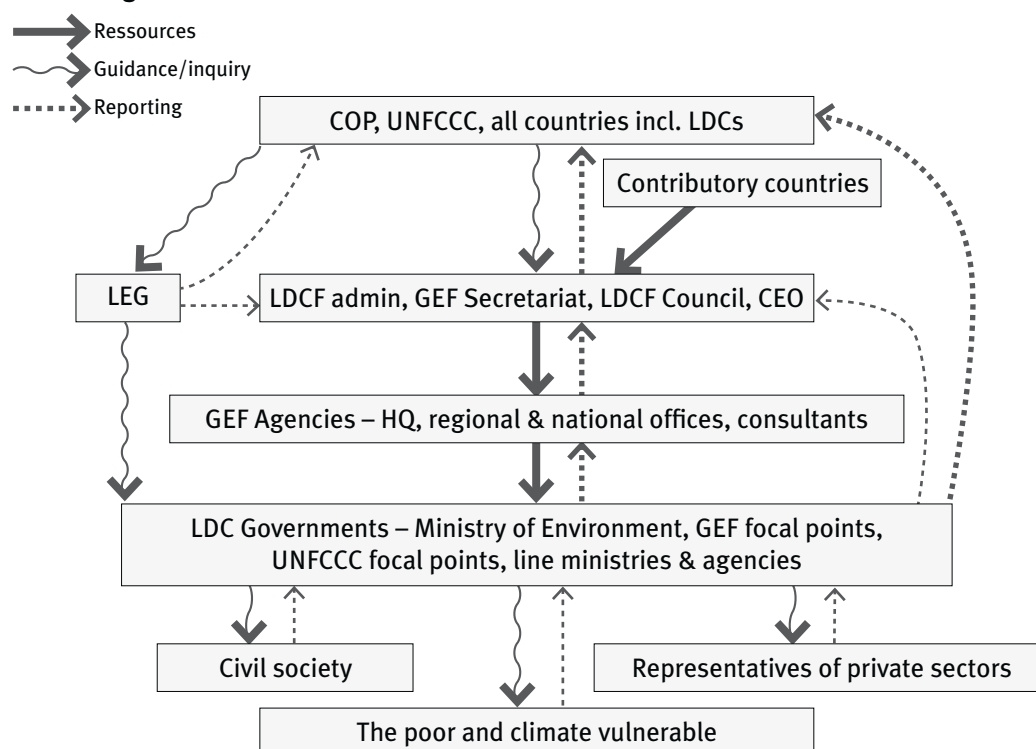 Ressources
Guidance/inquiry
Reporting
COP, UNFCCC, all countries incl. LDCs
Contributory countries
LEG
LDCF admin, GEF Secretariat, LDCF Council, CEO
GEF Agencies – HQ, regional & national offices, consultants
LDC Governments – Ministry of Environment, GEF focal points,
UNFCCC focal points, line ministries & agencies
Civil society
Representatives of private sectors
The poor and climate vulnerable